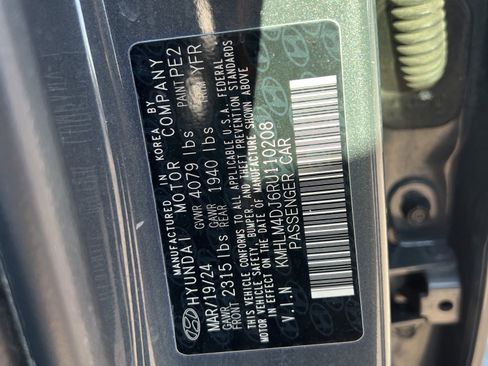 MANUFACTURED IN KOREA BY
HYUNDAI MOTOR COMPANY
MAR/19/24 GVWR 4079 lbs PAINT PE2
GAWR FRONT 2315 lbs GAWR REAR 1940 lbs TRIM YFR
THIS VEHICLE CONFORMS TO ALL APPLICABLE U.S.A. FEDERAL
MOTOR VEHICLE SAFETY, BUMPER, AND THEFT PREVENTION STANDARDS
IN EFFECT ON THE DATE OF MANUFACTURE SHOWN ABOVE.
V.I.N KMHLM4DJ6RU110208
PASSENGER CAR